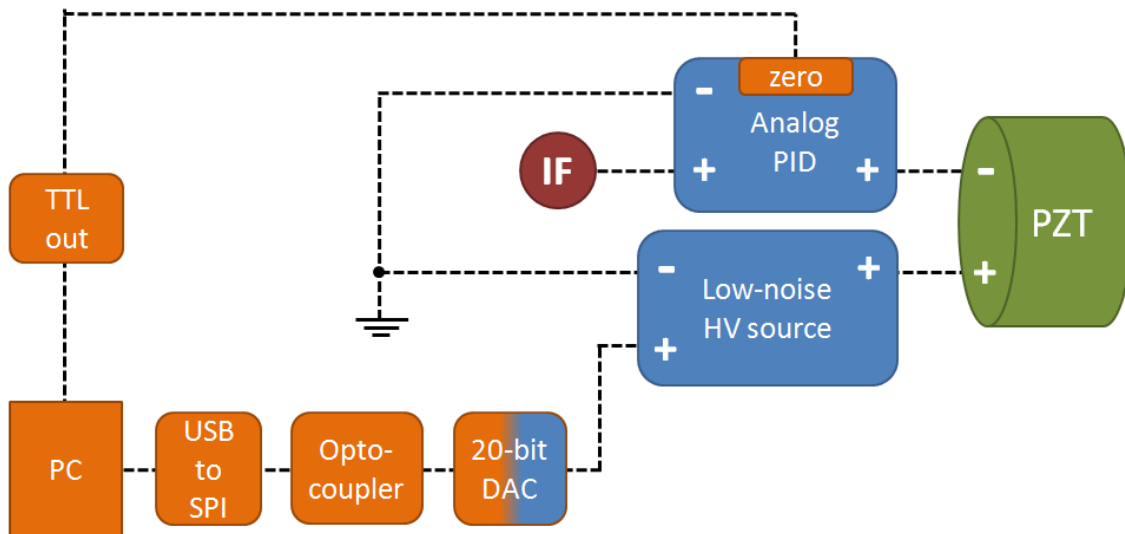 zero
-
Analog
PID
IF
+
+
-
TTL
out
PZT
-
+
Low-noise
HV source
+
+
PC
USB
to
SPI
Opto-
coupler
20-bit
DAC